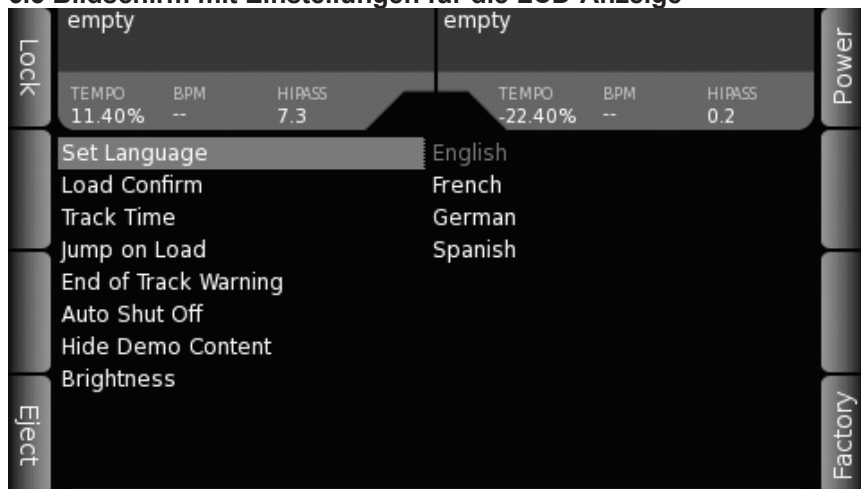 empty
empty
Lock
Power
TEMPO BPM HIPASS
11.40% -- 7.3
TEMPO BPM HIPASS
-22.40% -- 0.2
Set Language
English
Load Confirm
French
Track Time
German
Jump on Load
Spanish
End of Track Warning
Auto Shut Off
Hide Demo Content
Brightness
Eject
Factory